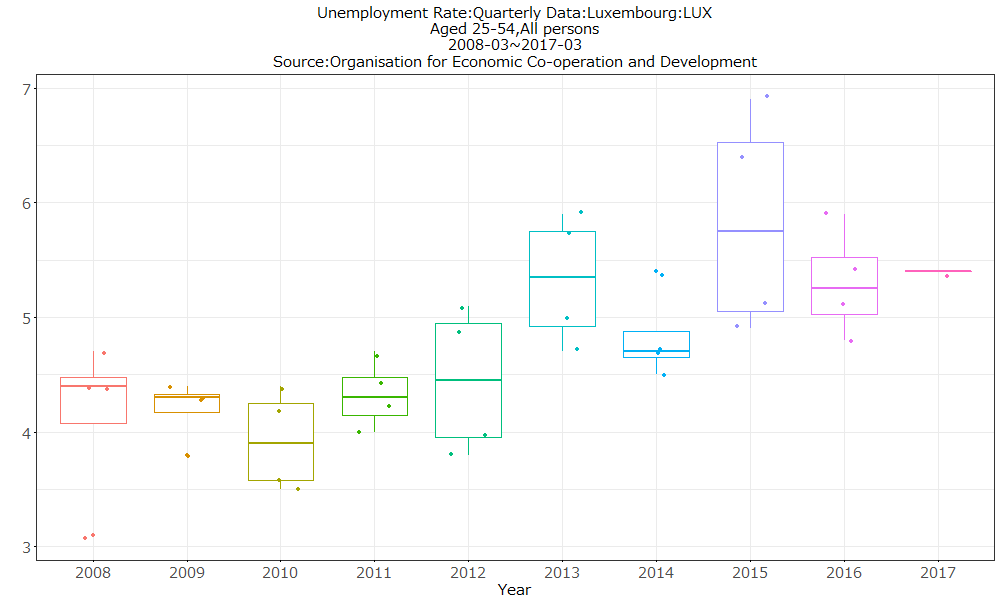 Unemployment Rate:Quarterly Data:Luxembourg:LUX
Aged 25-54,All persons
2008-03~2017-03
Source:Organisation for Economic Co-operation and Development
7
6
5
4
3
2008 2009 2010 2011 2012 2013 2014 2015 2016 2017
Year